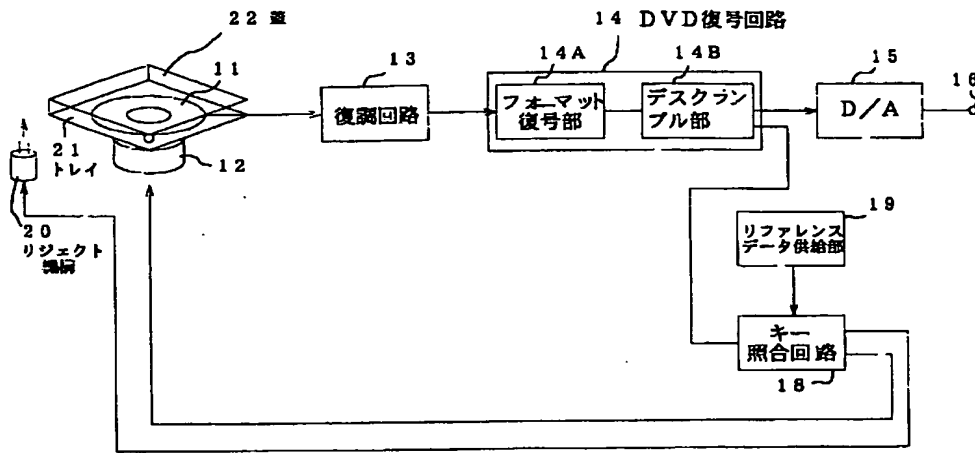 22 蓋
11
21
トレイ
12
20
リジェクト
機構
13
復調回路
14 DVD復号回路
14A
フォーマット
復号部
14B
デスクラン
ブル部
15
D/A
16
19
リファレンス
データ供給部
キー
照合回路
18